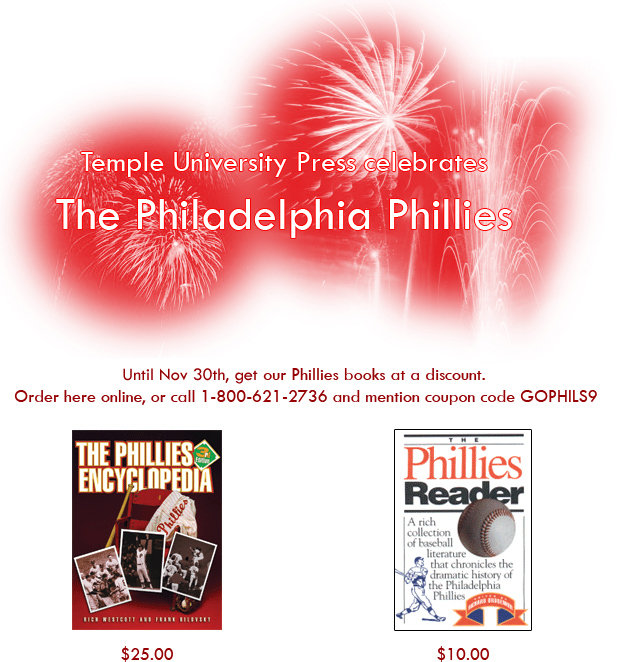 Temple University Press celebrates
The Philadelphia Phillies
Until Nov 30th, get our Phillies books at a discount.
Order here online, or call 1-800-621-2736 and mention coupon code GOPHILS9
THE PHILLIES
ENCYCLOPEDIA
Phillies
RICH WESTCOTT AND FRANK BILOVSKY
$25.00
THE
Phillies
Reader
A rich
collection
of baseball
literature
that chronicles the
dramatic history of
the Philadelphia
Phillies
$10.00